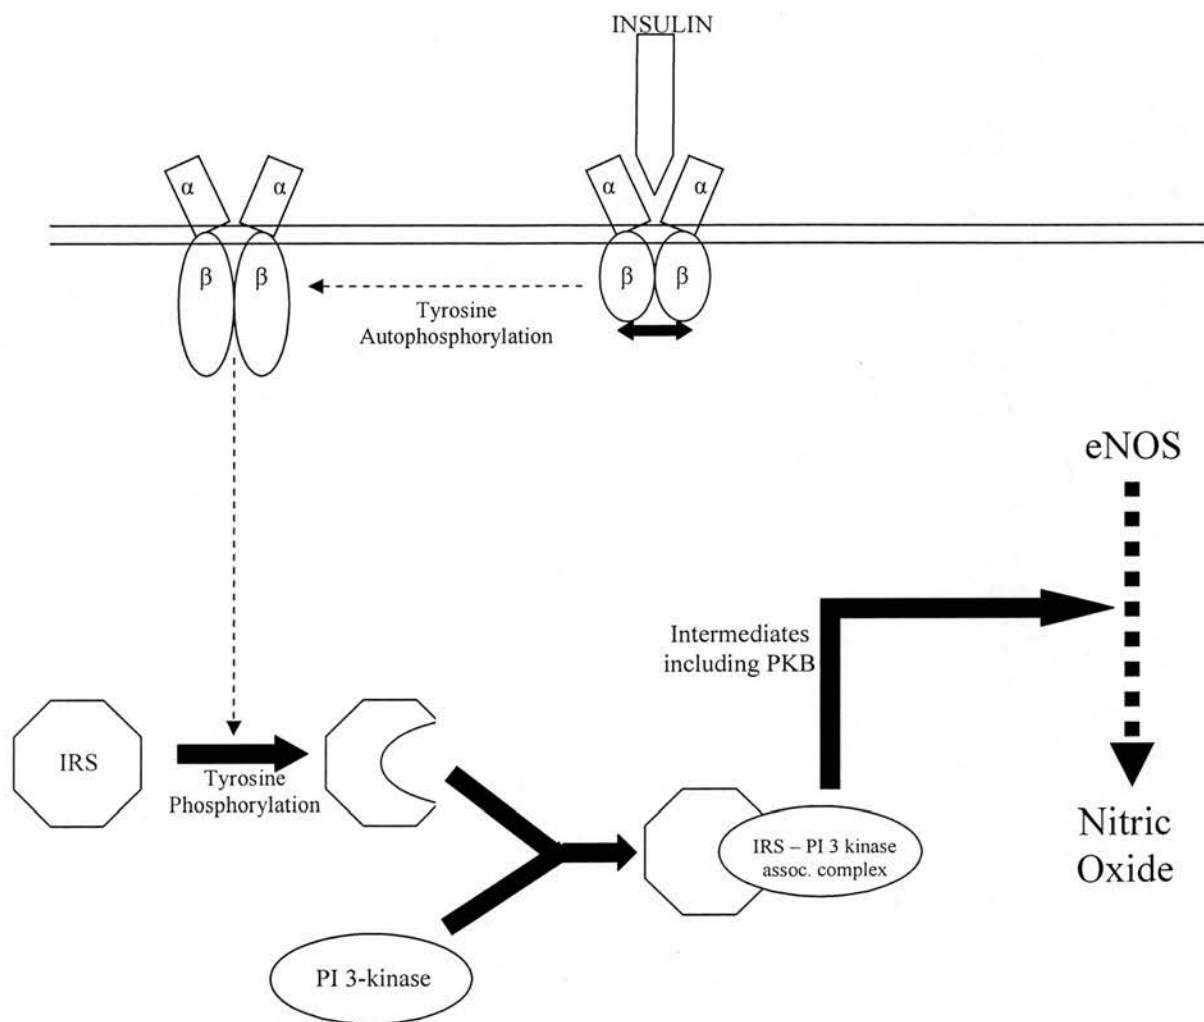 INSULIN
α α
α α
β β
β β
Tyrosine
Autophosphorylation
eNOS
Intermediates
including PKB
IRS
Tyrosine
Phosphorylation
IRS – PI 3 kinase
assoc. complex
Nitric
Oxide
PI 3-kinase